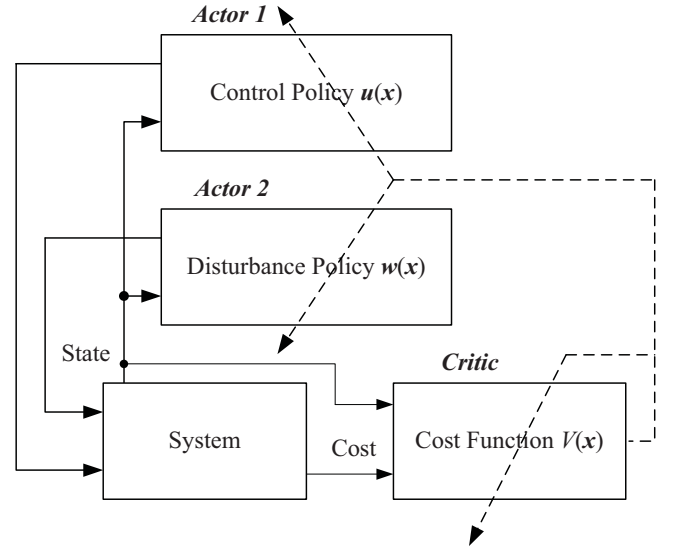 Actor 1
Control Policy u(x)
Actor 2
Disturbance Policy w(x)
State
Critic
System
Cost
Cost Function V(x)